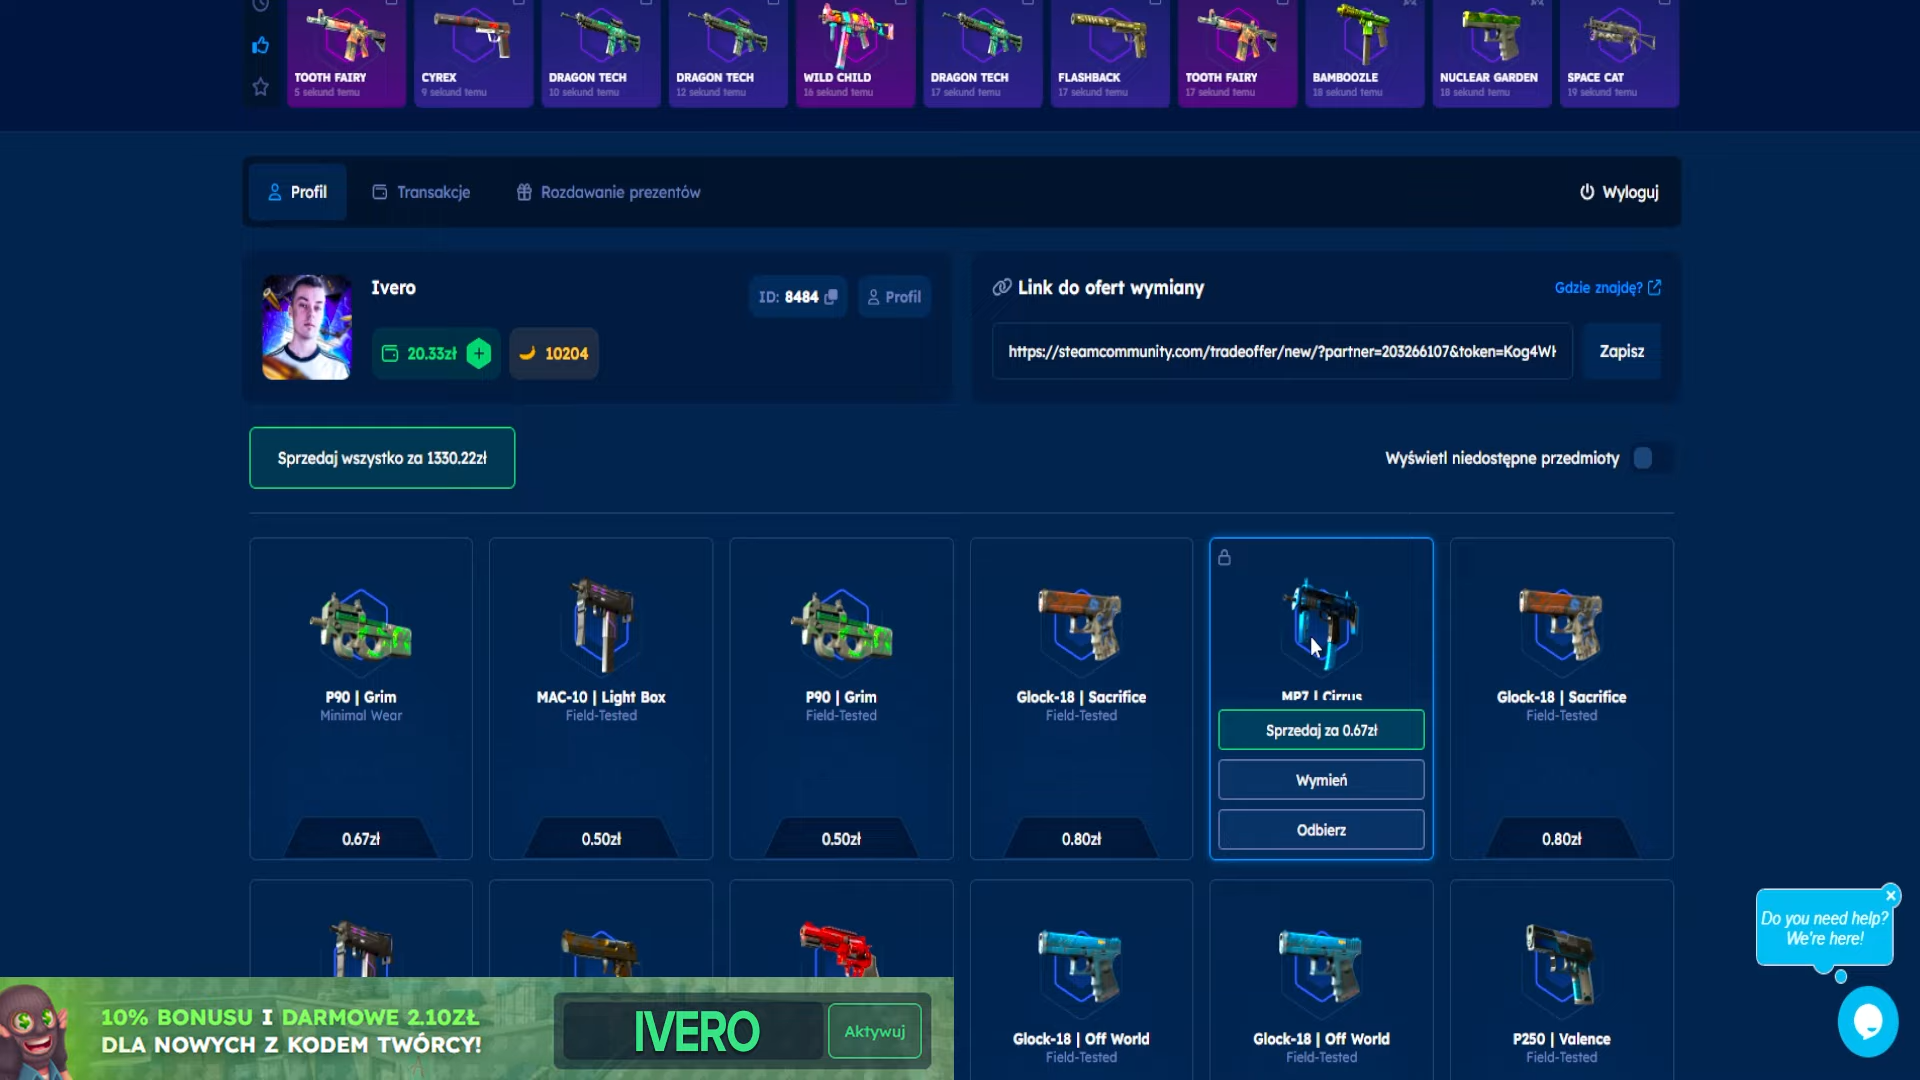 TOOTH FAIRY
5 sekund temu
CYREX
9 sekund temu
DRAGON TECH
10 sekund temu
DRAGON TECH
12 sekund temu
WILD CHILD
16 sekund temu
DRAGON TECH
17 sekund temu
FLASHBACK
17 sekund temu
TOOTH FAIRY
17 sekund temu
BAMBOOZLE
18 sekund temu
NUCLEAR GARDEN
18 sekund temu
SPACE CAT
19 sekund temu
Profil
Transakcje
Rozdawanie prezentów
Wyloguj
Ivero
ID: 8484
Profil
20.33zł
10204
Link do ofert wymiany
Gdzie znajdę?
https://steamcommunity.com/tradeoffer/new/?partner=203266107&token=Kog4W
Zapisz
Sprzedaj wszystko za 1330.22zł
Wyświetl niedostępne przedmioty
P90 | Grim
Minimal Wear
0.67zł
MAC-10 | Light Box
Field-Tested
0.50zł
P90 | Grim
Field-Tested
0.50zł
Glock-18 | Sacrifice
Field-Tested
0.80zł
MP7 | Cirrus
Sprzedaj za 0.67zł
Wymień
Odbierz
Glock-18 | Sacrifice
Field-Tested
0.80zł
Glock-18 | Off World
Field-Tested
Glock-18 | Off World
Field-Tested
P250 | Valence
Field-Tested
10% BONUSU I DARMOWE 2.10ZŁ
DLA NOWYCH Z KODEM TWÓRCY!
IVERO
Aktywuj
Do you need help?
We're here!